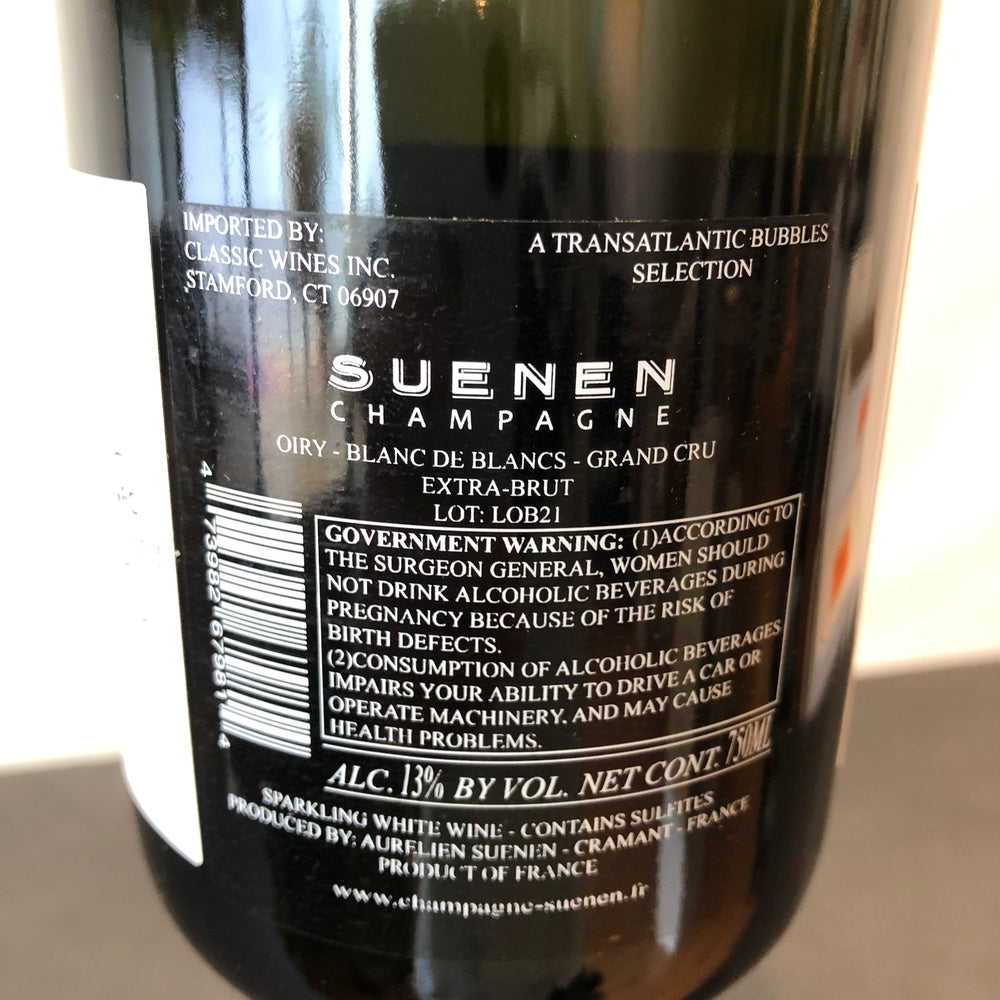 IMPORTED BY:
CLASSIC WINES INC.
STAMFORD, CT 06907
A TRANSATLANTIC BUBBLES
SELECTION
SUENEN
CHAMPAGNE
OIRY - BLANC DE BLANCS - GRAND CRU
EXTRA-BRUT
LOT: LOB21
GOVERNMENT WARNING: (1)ACCORDING TO
THE SURGEON GENERAL, WOMEN SHOULD
NOT DRINK ALCOHOLIC BEVERAGES DURING
PREGNANCY BECAUSE OF THE RISK OF
BIRTH DEFECTS.
(2)CONSUMPTION OF ALCOHOLIC BEVERAGES
IMPAIRS YOUR ABILITY TO DRIVE A CAR OR
OPERATE MACHINERY. AND MAY CAUSE
HEALTH PROBLEMS.
4 73982 67981 4
ALC. 13% BY VOL. NET CONT. 750ML
SPARKLING WHITE WINE - CONTAINS SULFITES
PRODUCED BY: AURELIEN SUENEN - CRAMANT - FRANCE
PRODUCT OF FRANCE
www.champagne-suenen.fr